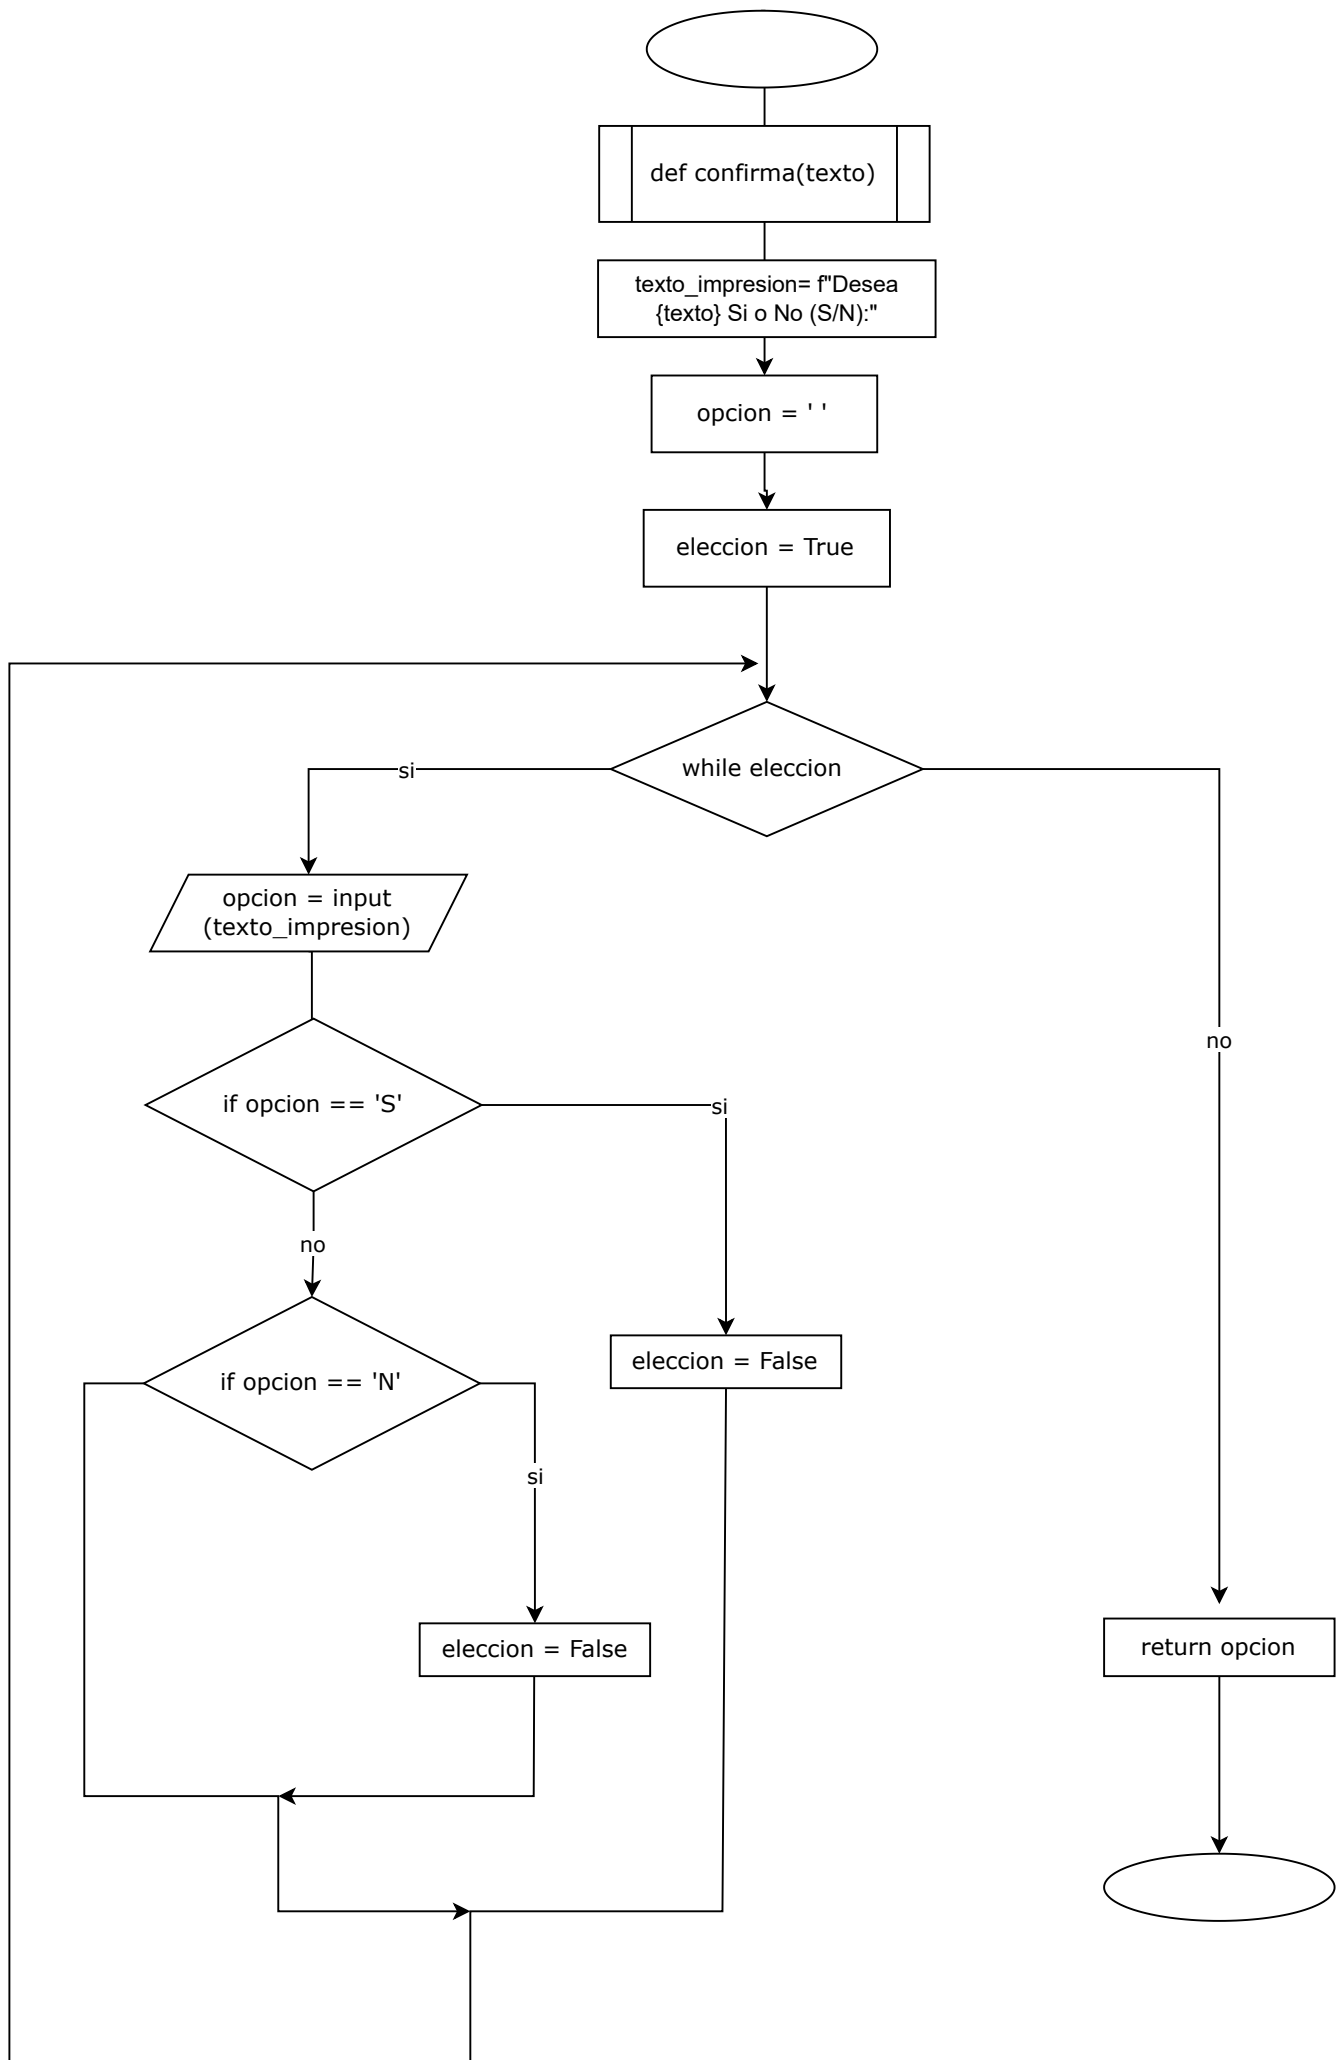 def confirma(texto)
texto_impresion= f"Desea
{texto} Si o No (S/N):"
opcion = ' '
eleccion = True
while eleccion
si
opcion = input
(texto_impresion)
no
if opcion == 'S'
si
no
if opcion == 'N'
eleccion = False
si
eleccion = False
return opcion